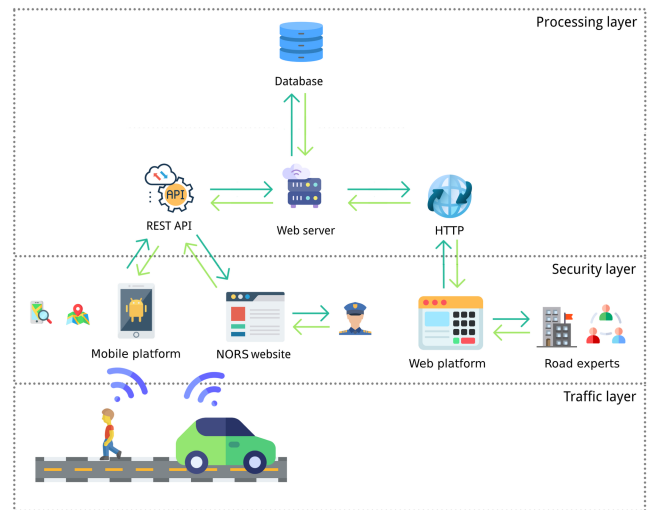 Processing layer
Database
API
REST API
Web server
HTTP
Security layer
Mobile platform
NORS website
Web platform
Road experts
Traffic layer